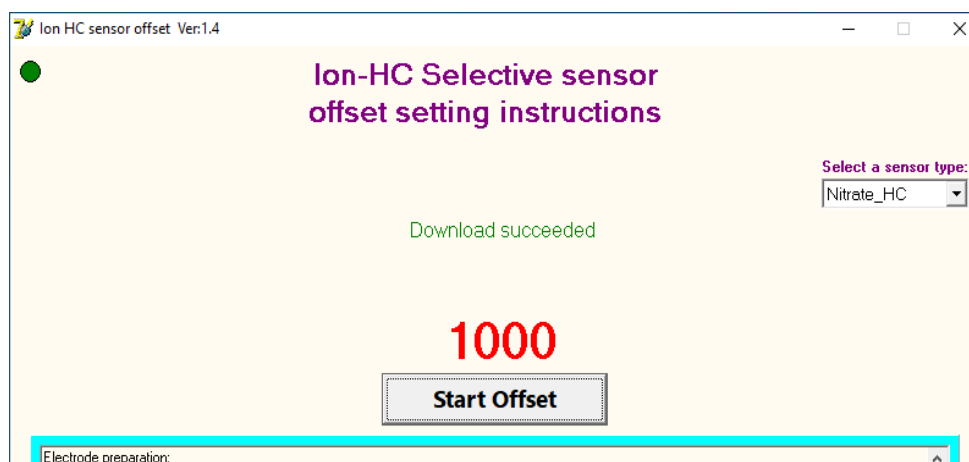 Ion HC sensor offset Ver:1.4
Ion-HC Selective sensor
offset setting instructions
Select a sensor type:
Nitrate_HC
Download succeeded
1000
Start Offset
Electrode preparation: